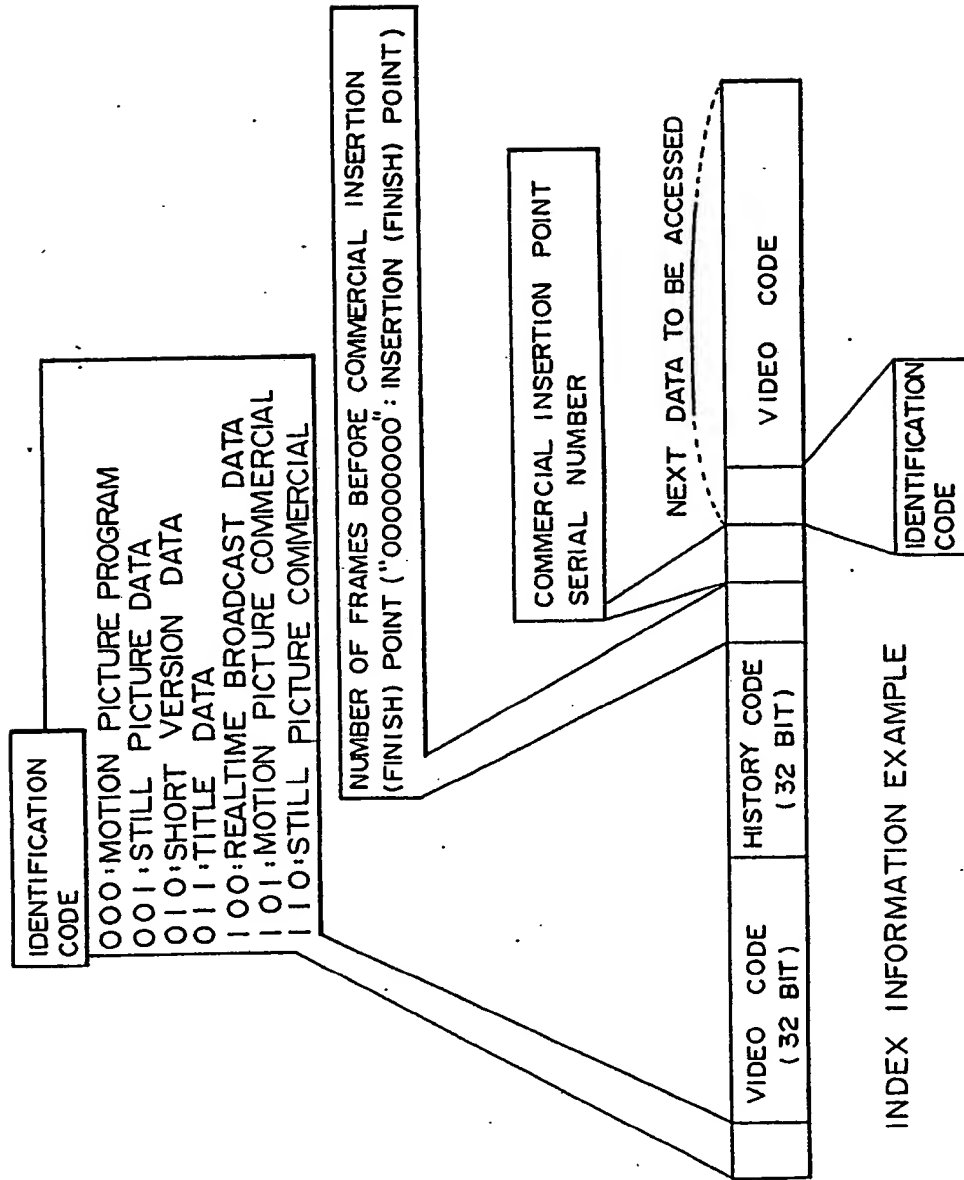 IDENTIFICATION
CODE
000:MOTION PICTURE PROGRAM
001:STILL PICTURE DATA
010:SHORT VERSION DATA
011:TITLE DATA
100:REALTIME BROADCAST DATA
101:MOTION PICTURE COMMERCIAL
110:STILL PICTURE COMMERCIAL
NUMBER OF FRAMES BEFORE COMMERCIAL INSERTION
(FINISH) POINT ("0000000": INSERTION (FINISH) POINT)
COMMERCIAL INSERTION POINT
SERIAL NUMBER
NEXT DATA TO BE ACCESSED
VIDEO CODE
(32 BIT)
HISTORY CODE
(32 BIT)
VIDEO CODE
IDENTIFICATION
CODE
INDEX INFORMATION EXAMPLE